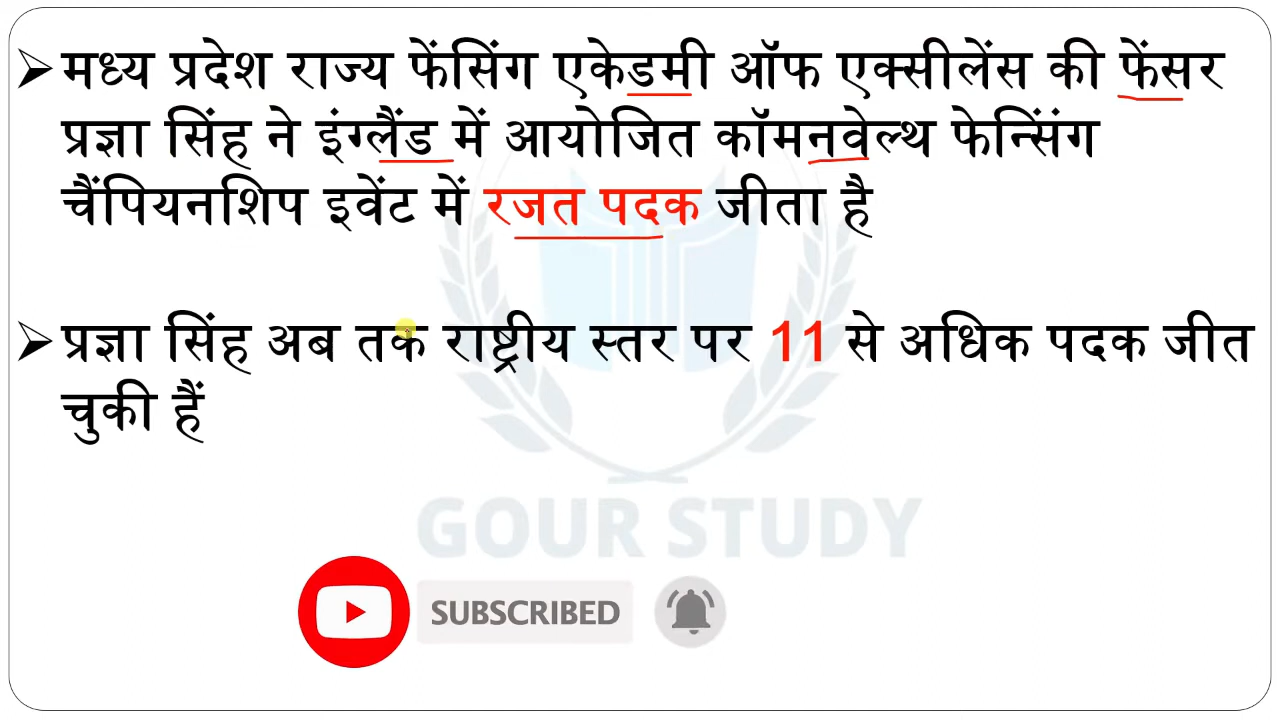 ➤ मध्य प्रदेश राज्य फेंसिंग एकेडमी ऑफ एक्सीलेंस की फेंसर
प्रज्ञा सिंह ने इंग्लैंड में आयोजित कॉमनवेल्थ फेन्सिंग
चैंपियनशिप इवेंट में रजत पदक जीता है
➤ प्रज्ञा सिंह अब तक राष्ट्रीय स्तर पर 11 से अधिक पदक जीत
चुकी हैं
GOUR STUDY
SUBSCRIBED